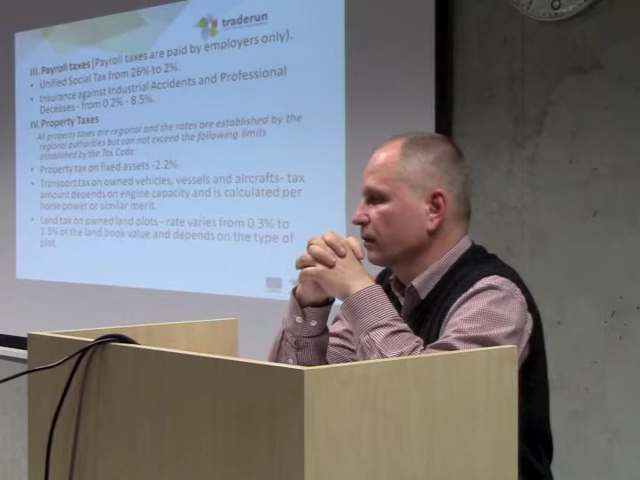 traderun
III. Payroll taxes (Payroll taxes are paid by employers only).
• Unified Social Tax from 26% to 2%.
• Insurance against Industrial Accidents and Professional
Deceases - from 0.2% - 8.5%.
IV. Property Taxes
All property taxes are regional and the rates are established by the
regional authorities but can not exceed the following limits
established by the Tax Code:
• Property tax on fixed assets -2.2%.
• Transport tax on owned vehicles, vessels and aircrafts- tax
amount depends on engine capacity and is calculated per
horsepower or similar merit.
• Land tax on owned land plots - rate varies from 0.3% to
1.5% of the land book value and depends on the type of
plot.